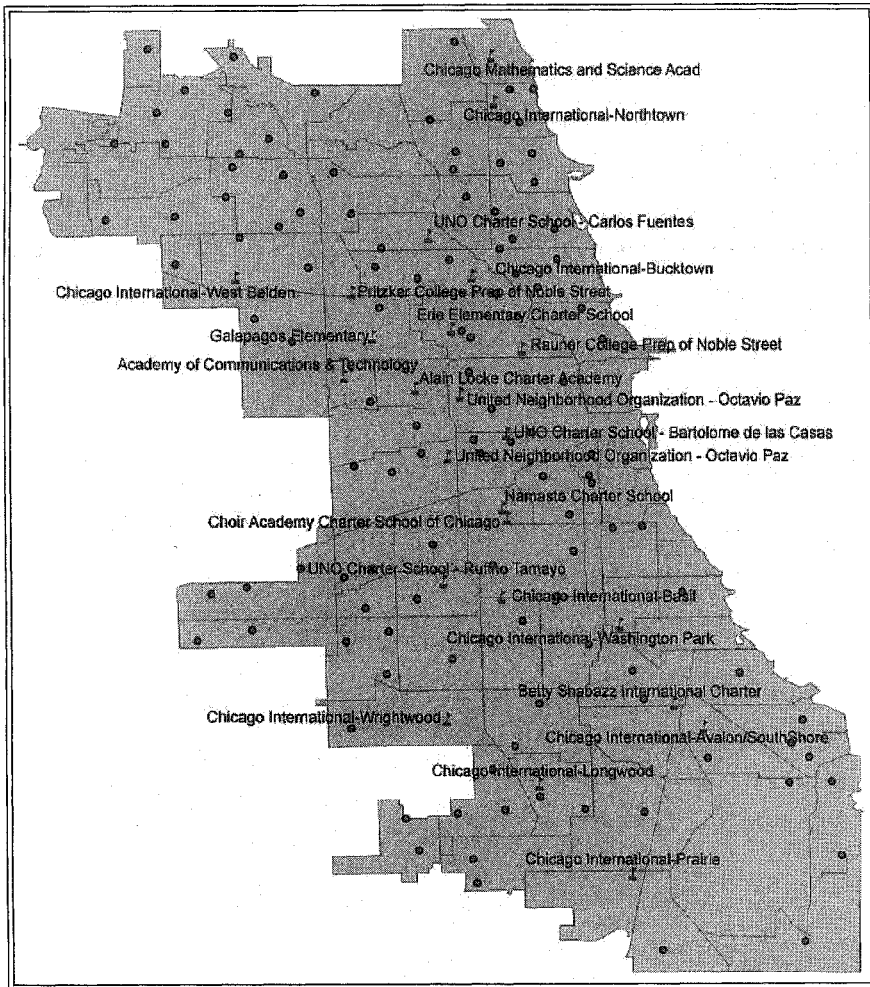 Chicago Mathematics and Science Acad
Chicago International-Northtown
UNO Charter School - Carlos Fuentes
Chicago International-Bucktown
Chicago International-West Belden
Pritzker College Prep of Noble Street
Erie Elementary Charter School
Galapagos Elementary
Rauner College Prep of Noble Street
Academy of Communications & Technology
Alain Locke Charter Academy
United Neighborhood Organization - Octavio Paz
UNO Charter School - Bartolome de las Casas
United Neighborhood Organization - Octavio Paz
Namaste Charter School
Choir Academy Charter School of Chicago
UNO Charter School - Rufino Tamayo
Chicago International-Basil
Chicago International-Washington Park
Betty Shabazz International Charter
Chicago International-Wrightwood
Chicago International-Avalon/SouthShore
Chicago International-Longwood
Chicago International-Prairie